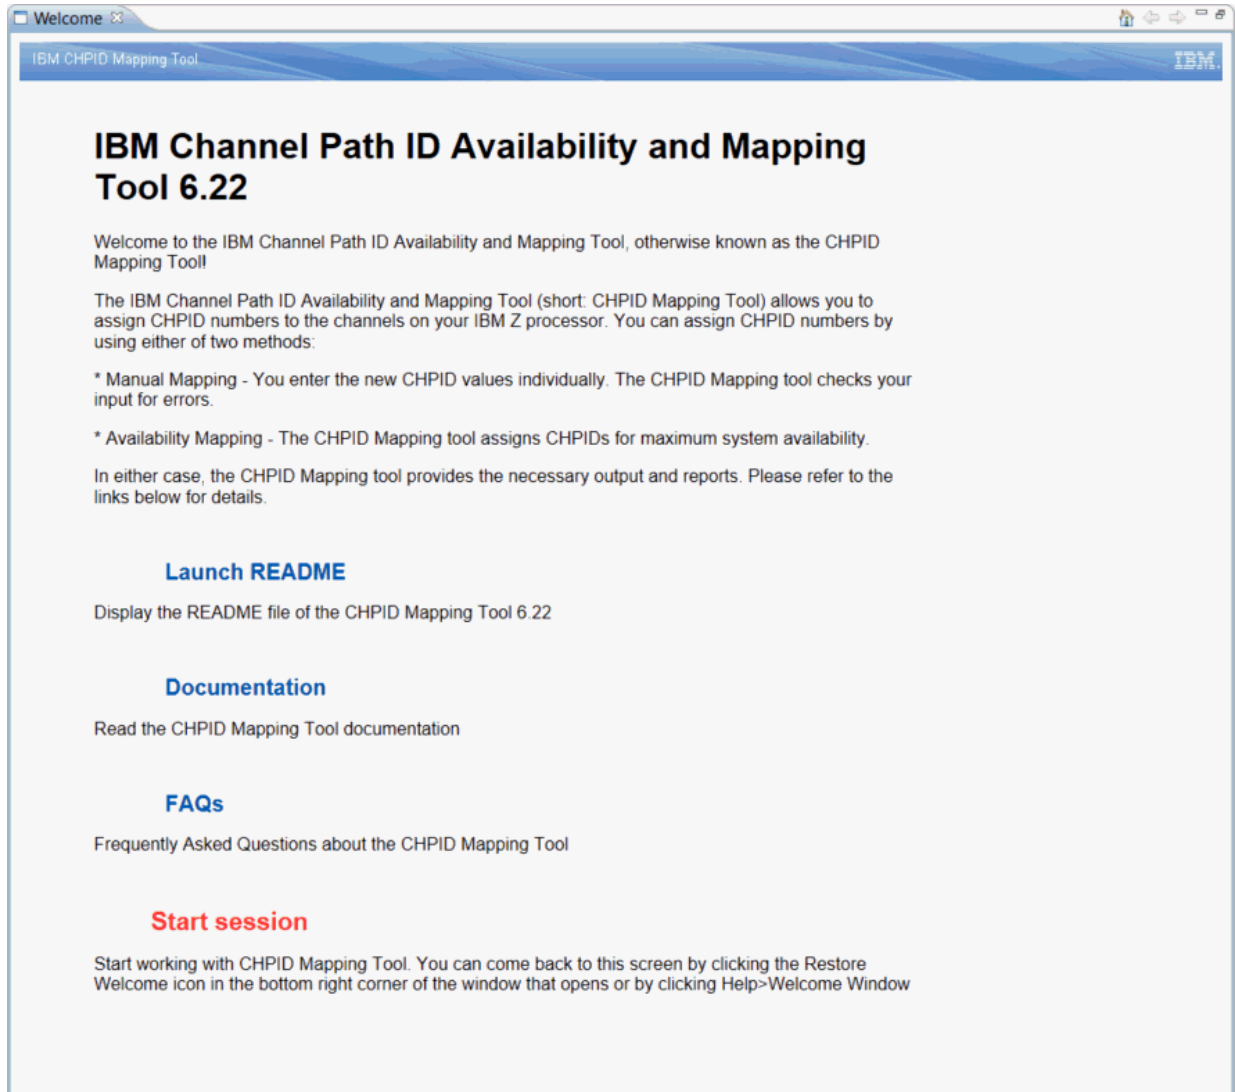 Welcome
IBM CHPID Mapping Tool
IBM.
IBM Channel Path ID Availability and Mapping
Tool 6.22
Welcome to the IBM Channel Path ID Availability and Mapping Tool, otherwise known as the CHPID
Mapping Tool!
The IBM Channel Path ID Availability and Mapping Tool (short: CHPID Mapping Tool) allows you to
assign CHPID numbers to the channels on your IBM Z processor. You can assign CHPID numbers by
using either of two methods:
* Manual Mapping - You enter the new CHPID values individually. The CHPID Mapping tool checks your
input for errors.
* Availability Mapping - The CHPID Mapping tool assigns CHPIDs for maximum system availability.
In either case, the CHPID Mapping tool provides the necessary output and reports. Please refer to the
links below for details.
Launch README
Display the README file of the CHPID Mapping Tool 6.22
Documentation
Read the CHPID Mapping Tool documentation
FAQs
Frequently Asked Questions about the CHPID Mapping Tool
Start session
Start working with CHPID Mapping Tool. You can come back to this screen by clicking the Restore
Welcome icon in the bottom right corner of the window that opens or by clicking Help>Welcome Window